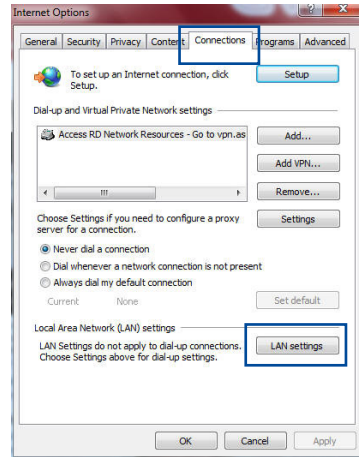 Internet Options
General Security Privacy Content Connections Programs Advanced
To set up an Internet connection, click
Setup.
Setup
Dial-up and Virtual Private Network settings
Access RD Network Resources - Go to vpn.as
Add...
Add VPN...
Remove...
Choose Settings if you need to configure a proxy
server for a connection.
Settings
Never dial a connection
Dial whenever a network connection is not present
Always dial my default connection
Current None
Set default
Local Area Network (LAN) settings
LAN Settings do not apply to dial-up connections.
Choose Settings above for dial-up settings.
LAN settings
OK Cancel Apply